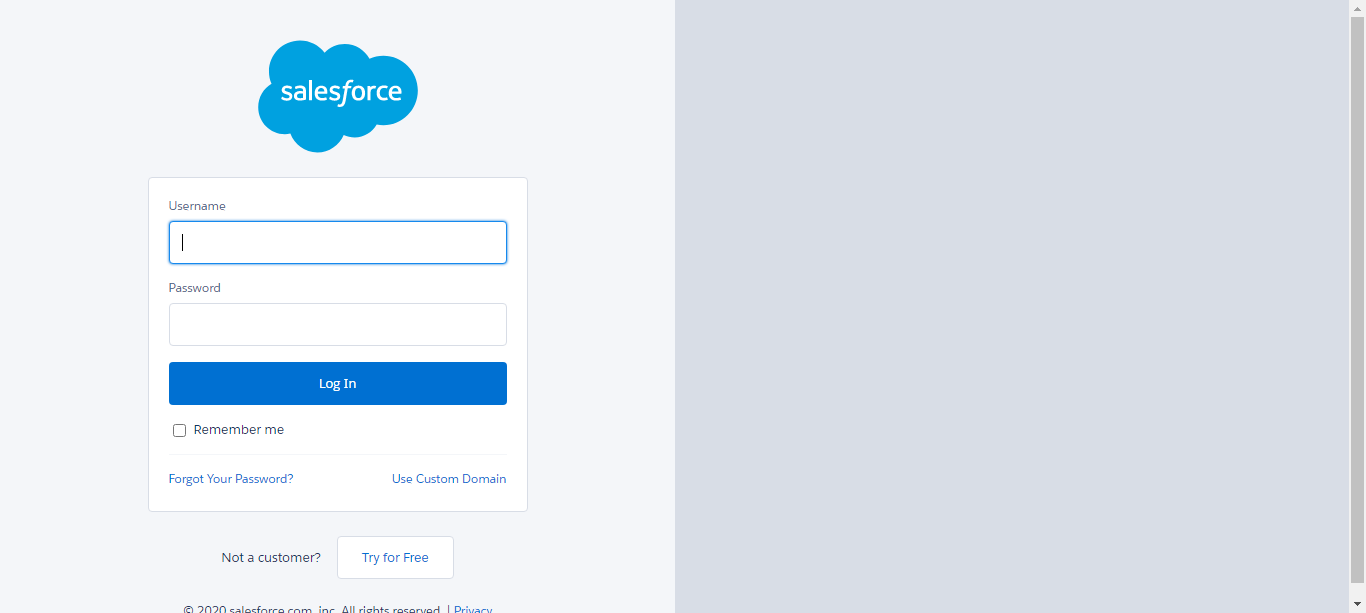 salesforce
Username
Password
Log In
Remember me
Forgot Your Password? Use Custom Domain
Not a customer? Try for Free
© 2020 salesforce.com, inc. All rights reserved. | Privacy